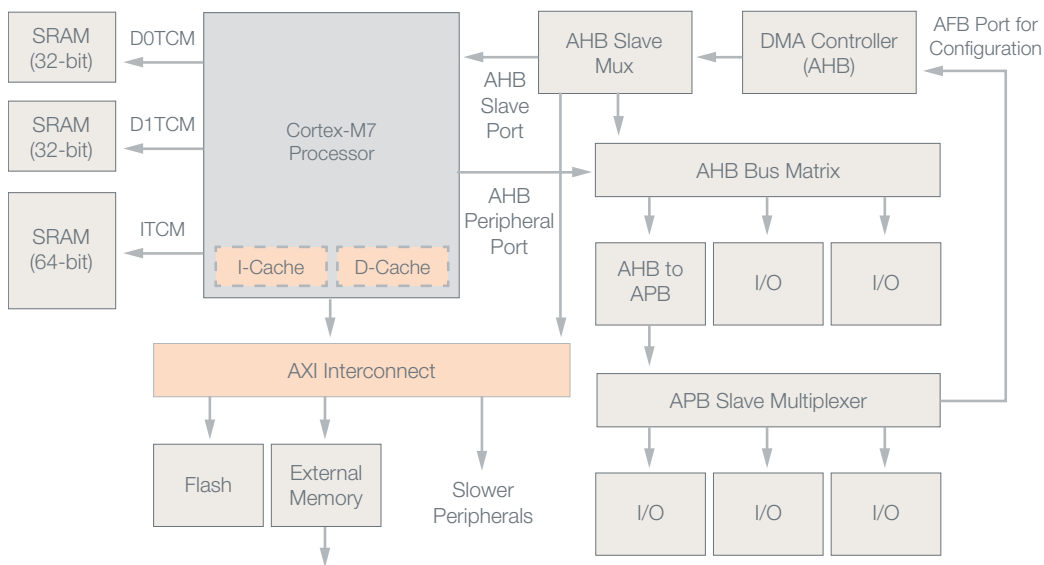 SRAM
(32-bit)
D0TCM
SRAM
(32-bit)
D1TCM
SRAM
(64-bit)
ITCM
Cortex-M7
Processor
I-Cache
D-Cache
AHB
Slave
Port
AHB
Peripheral
Port
AHB Slave
Mux
DMA Controller
(AHB)
AFB Port for
Configuration
AHB Bus Matrix
AHB to
APB
I/O
I/O
AXI Interconnect
APB Slave Multiplexer
Flash
External
Memory
Slower
Peripherals
I/O
I/O
I/O